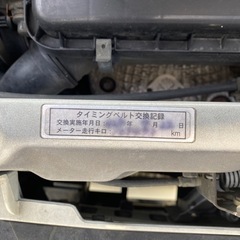 タイミングベルト交換記録
交換実施年月日 年 月 日
メーター走行キロ km